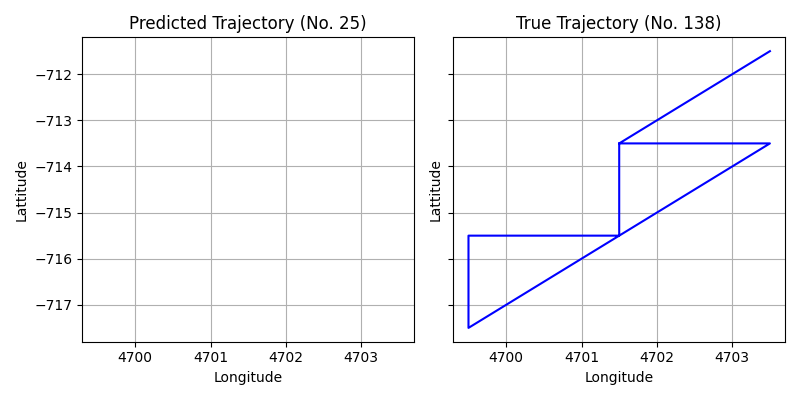 Predicted Trajectory (No. 25)
True Trajectory (No. 138)
Lattitude
−712
−713
−714
−715
−716
−717
4700
4701
4702
4703
Longitude
Lattitude
4700
4701
4702
4703
Longitude